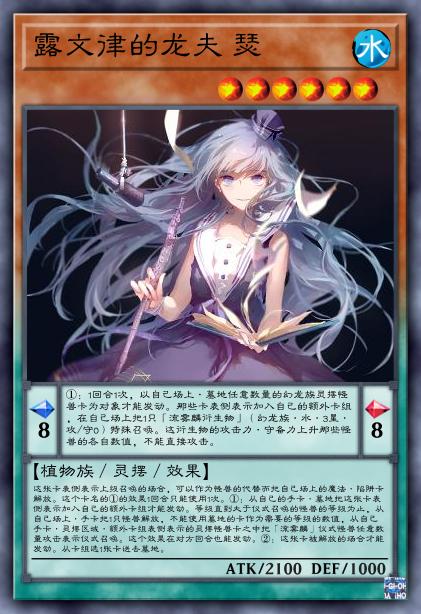 露文律的龙夫 瑟
水
①：1回合1次，以自己场上·墓地任意数量的幻龙族灵摆怪
兽卡为对象才能发动。那些卡表侧表示加入自己的额外卡组，
在自己场上把1只「流雾麟衍生物」（幻龙族·水·3星·
攻/守0）特殊召唤。这衍生物的攻击力·守备力上升那些怪
兽的各自数值，不能直接攻击。
8
8
【植物族／灵摆／效果】
这张卡表侧表示上级召唤的场合，可以作为怪兽的代替而把自己场上的魔法·陷阱卡
解放。这个卡名的①的效果1回合只能使用1次。①：从自己的手卡·墓地把这张卡表
侧表示加入自己的额外卡组才能发动。等级直到大于仪式召唤的怪兽的等级为止，从
自己场上·手卡把1只怪兽解放，不能使用墓地的卡作为需要的等级的数值，从自己
手卡·灵摆区域·额外卡组表侧表示的灵摆怪兽之中把「流雾麟」仪式怪兽任意数
量攻击表示仪式召唤。这个效果在对方回合也能发动。②：这张卡被解放的场合才能
发动。从卡组选1张卡送去墓地。
ATK/2100 DEF/1000